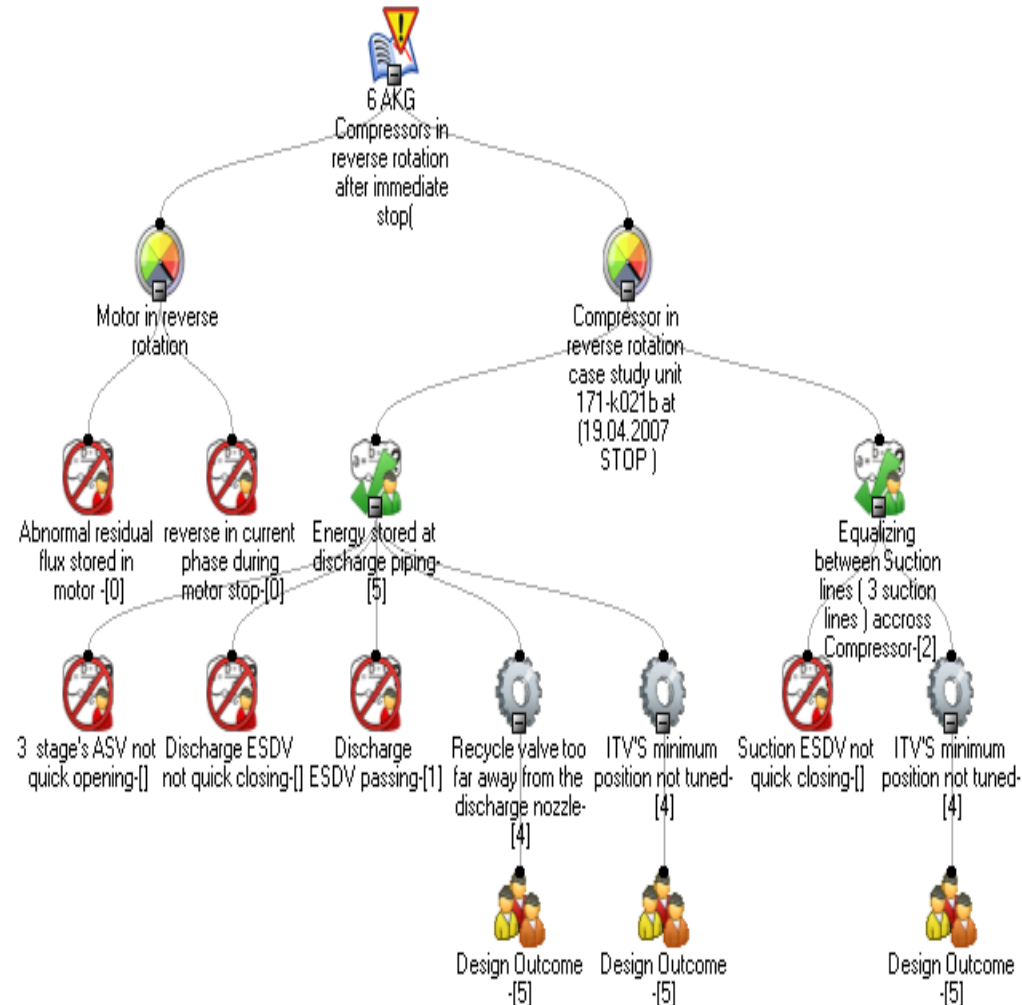 6 AKG
Compressors in
reverse rotation
after immediate
stop(
Motor in reverse
rotation
Compressor in
reverse rotation
case study unit
171-k021b at
(19.04.2007
STOP )
Abnormal residual
flux stored in
motor -[0]
reverse in current
phase during
motor stop-[0]
Energy stored at
discharge piping-
[5]
Equalizing
between Suction
lines ( 3 suction
lines ) accross
Compressor-[2]
3 stage's ASV not
quick opening-[]
Discharge ESDV
not quick closing-[]
Discharge
ESDV passing-[1]
Recycle valve too
far away from the
discharge nozzle-
[4]
ITV'S minimum
position not tuned-
[4]
Suction ESDV not
quick closing-[]
ITV'S minimum
position not tuned-
[4]
Design Outcome
-[5]
Design Outcome
-[5]
Design Outcome
-[5]